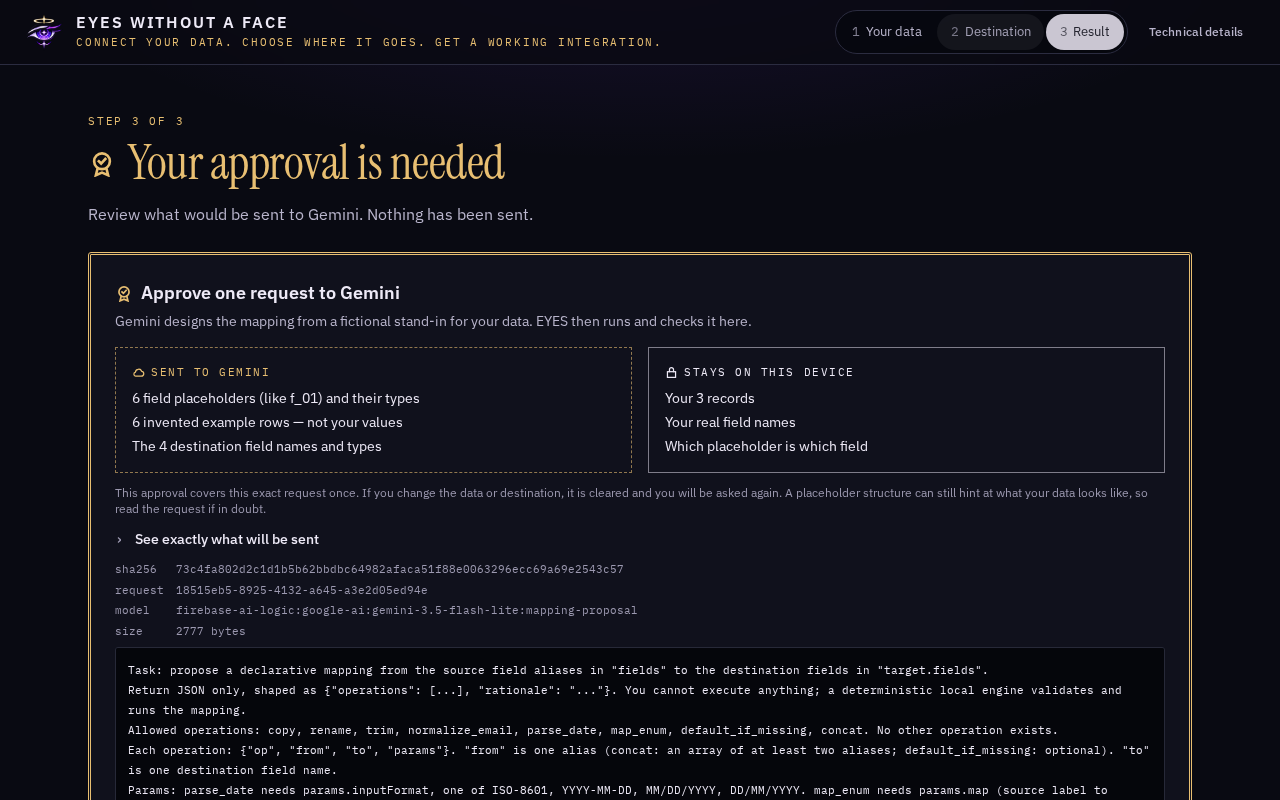 EYES WITHOUT A FACE
CONNECT YOUR DATA. CHOOSE WHERE IT GOES. GET A WORKING INTEGRATION.
1 Your data
2 Destination
3 Result
Technical details
STEP 3 OF 3
Your approval is needed
Review what would be sent to Gemini. Nothing has been sent.
Approve one request to Gemini
Gemini designs the mapping from a fictional stand-in for your data. EYES then runs and checks it here.
SENT TO GEMINI
6 field placeholders (like f_01) and their types
6 invented example rows — not your values
The 4 destination field names and types
STAYS ON THIS DEVICE
Your 3 records
Your real field names
Which placeholder is which field
This approval covers this exact request once. If you change the data or destination, it is cleared and you will be asked again. A placeholder structure can still hint at what your data looks like, so
read the request if in doubt.
› See exactly what will be sent
sha256 73c4fa802d2c1d1b5b62bbdbc64982afaca51f88e0063296ecc69a69e2543c57
request 18515eb5-8925-4132-a645-a3e2d05ed94e
model firebase-ai-logic:google-ai:gemini-3.5-flash-lite:mapping-proposal
size 2777 bytes
Task: propose a declarative mapping from the source field aliases in "fields" to the destination fields in "target.fields".
Return JSON only, shaped as {"operations": [...], "rationale": "..."}. You cannot execute anything; a deterministic local engine validates and
runs the mapping.
Allowed operations: copy, rename, trim, normalize_email, parse_date, map_enum, default_if_missing, concat. No other operation exists.
Each operation: {"op", "from", "to", "params"}. "from" is one alias (concat: an array of at least two aliases; default_if_missing: optional). "to"
is one destination field name.
Params: parse_date needs params.inputFormat, one of ISO-8601, YYYY-MM-DD, MM/DD/YYYY, DD/MM/YYYY. map_enum needs params.map (source label to